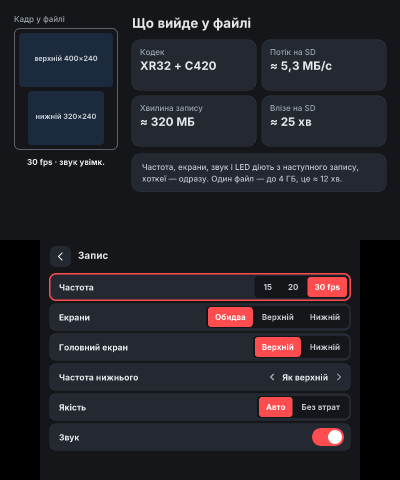 Кадр у файлі
верхній 400×240
нижній 320×240
30 fps · звук увімк.
Що вийде у файлі
Кодек
XR32 + C420
Потік на SD
≈ 5,3 МБ/с
Хвилина запису
≈ 320 МБ
Влізе на SD
≈ 25 хв
Частота, екрани, звук і LED діють з наступного запису,
хоткеї — одразу. Один файл — до 4 ГБ, це ≈ 12 хв.
Запис
Частота 15 20 30 fps
Екрани Обидва Верхній Нижній
Головний екран Верхній Нижній
Частота нижнього Як верхній
Якість Авто Без втрат
Звук